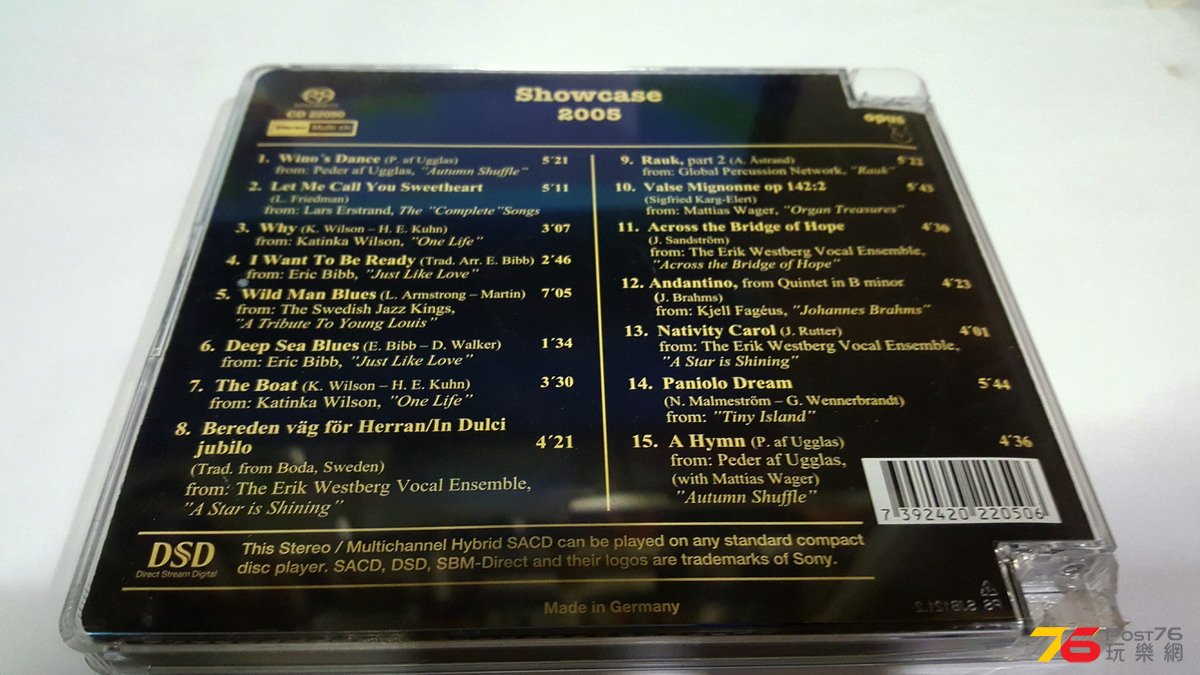 Showcase
2005
CD 22050
Stereo Multi ch
opus
1. Wino´s Dance (P. af Ugglas) 5´21
from: Peder af Ugglas, "Autumn Shuffle"
2. Let Me Call You Sweetheart 5´11
(L. Friedman)
from: Lars Erstrand, The "Complete"Songs
3. Why (K. Wilson – H. E. Kuhn) 3´07
from: Katinka Wilson, "One Life"
4. I Want To Be Ready (Trad. Arr. E. Bibb) 2´46
from: Eric Bibb, "Just Like Love"
5. Wild Man Blues (L. Armstrong – Martin) 7´05
from: The Swedish Jazz Kings,
"A Tribute To Young Louis"
6. Deep Sea Blues (E. Bibb – D. Walker) 1´34
from: Eric Bibb, "Just Like Love"
7. The Boat (K. Wilson – H. E. Kuhn) 3´30
from: Katinka Wilson, "One Life"
8. Bereden väg för Herran/In Dulci
jubilo 4´21
(Trad. from Boda, Sweden)
from: The Erik Westberg Vocal Ensemble,
"A Star is Shining"
9. Rauk, part 2 (A. Åstrand)
from: Global Percussion Network, "Rauk"
10. Valse Mignonne op 142:2 5´43
(Sigfried Karg-Elert)
from: Mattias Wager, "Organ Treasures"
11. Across the Bridge of Hope 4´30
(J. Sandström)
from: The Erik Westberg Vocal Ensemble,
"Across the Bridge of Hope"
12. Andantino, from Quintet in B minor 4´23
(J. Brahms)
from: Kjell Fagéus, "Johannes Brahms"
13. Nativity Carol (J. Rutter) 4´01
from: The Erik Westberg Vocal Ensemble,
"A Star is Shining"
14. Paniolo Dream 5´44
(N. Malmeström – G. Wennerbrandt)
from: "Tiny Island"
15. A Hymn (P. af Ugglas) 4´36
from: Peder af Ugglas,
(with Mattias Wager)
"Autumn Shuffle"
7 392420 220506
DSD
Direct Stream Digital
This Stereo / Multichannel Hybrid SACD can be played on any standard compact
disc player. SACD, DSD, SBM-Direct and their logos are trademarks of Sony.
Made in Germany
76 POST76
玩樂網